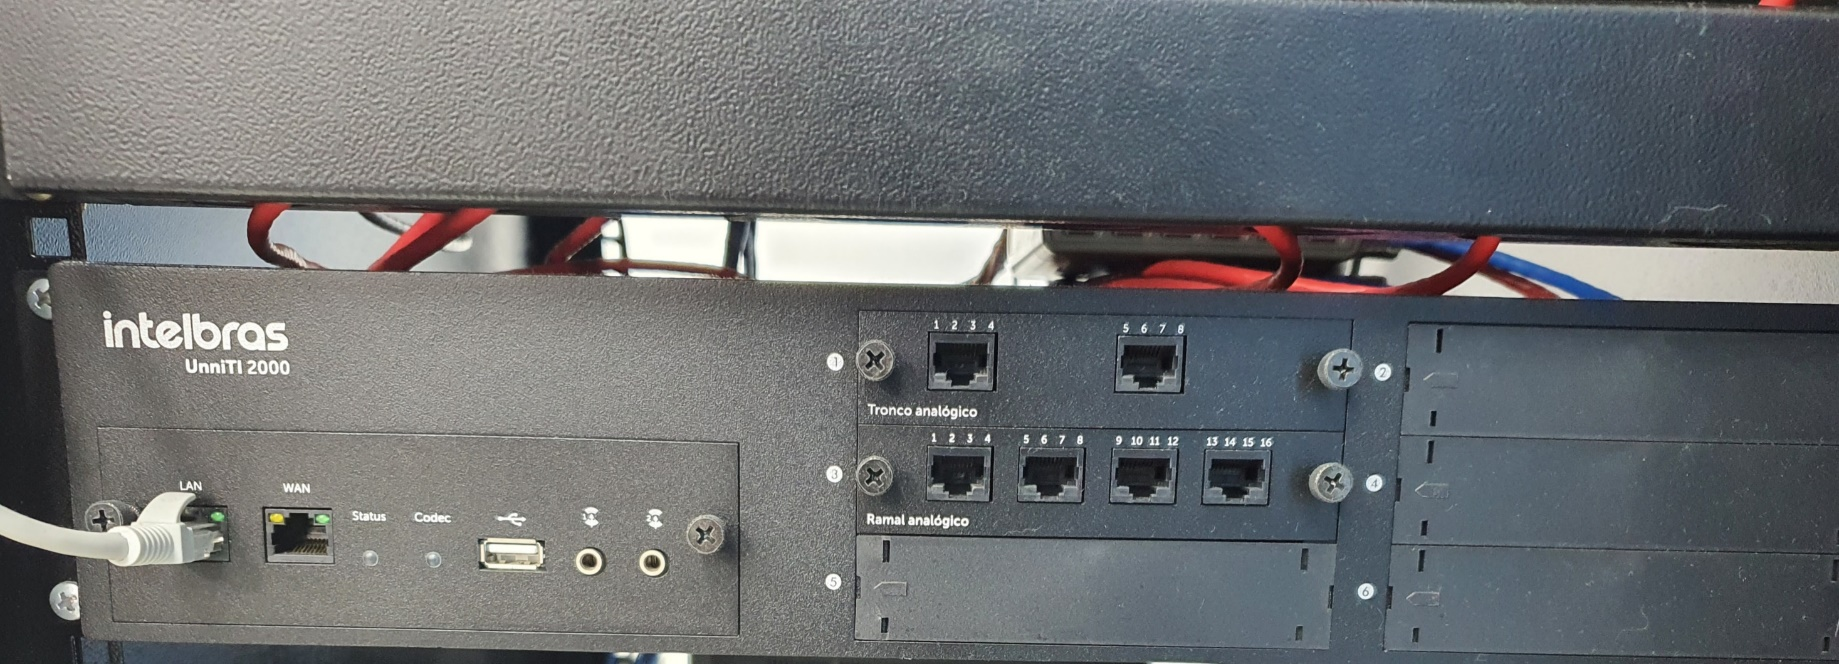 intelbras
UnniTI 2000
LAN
WAN
Status
Codec
1
1 2 3 4
5 6 7 8
Tronco analógico
2
3
1 2 3 4
5 6 7 8
9 10 11 12
13 14 15 16
Ramal analógico
4
5
6